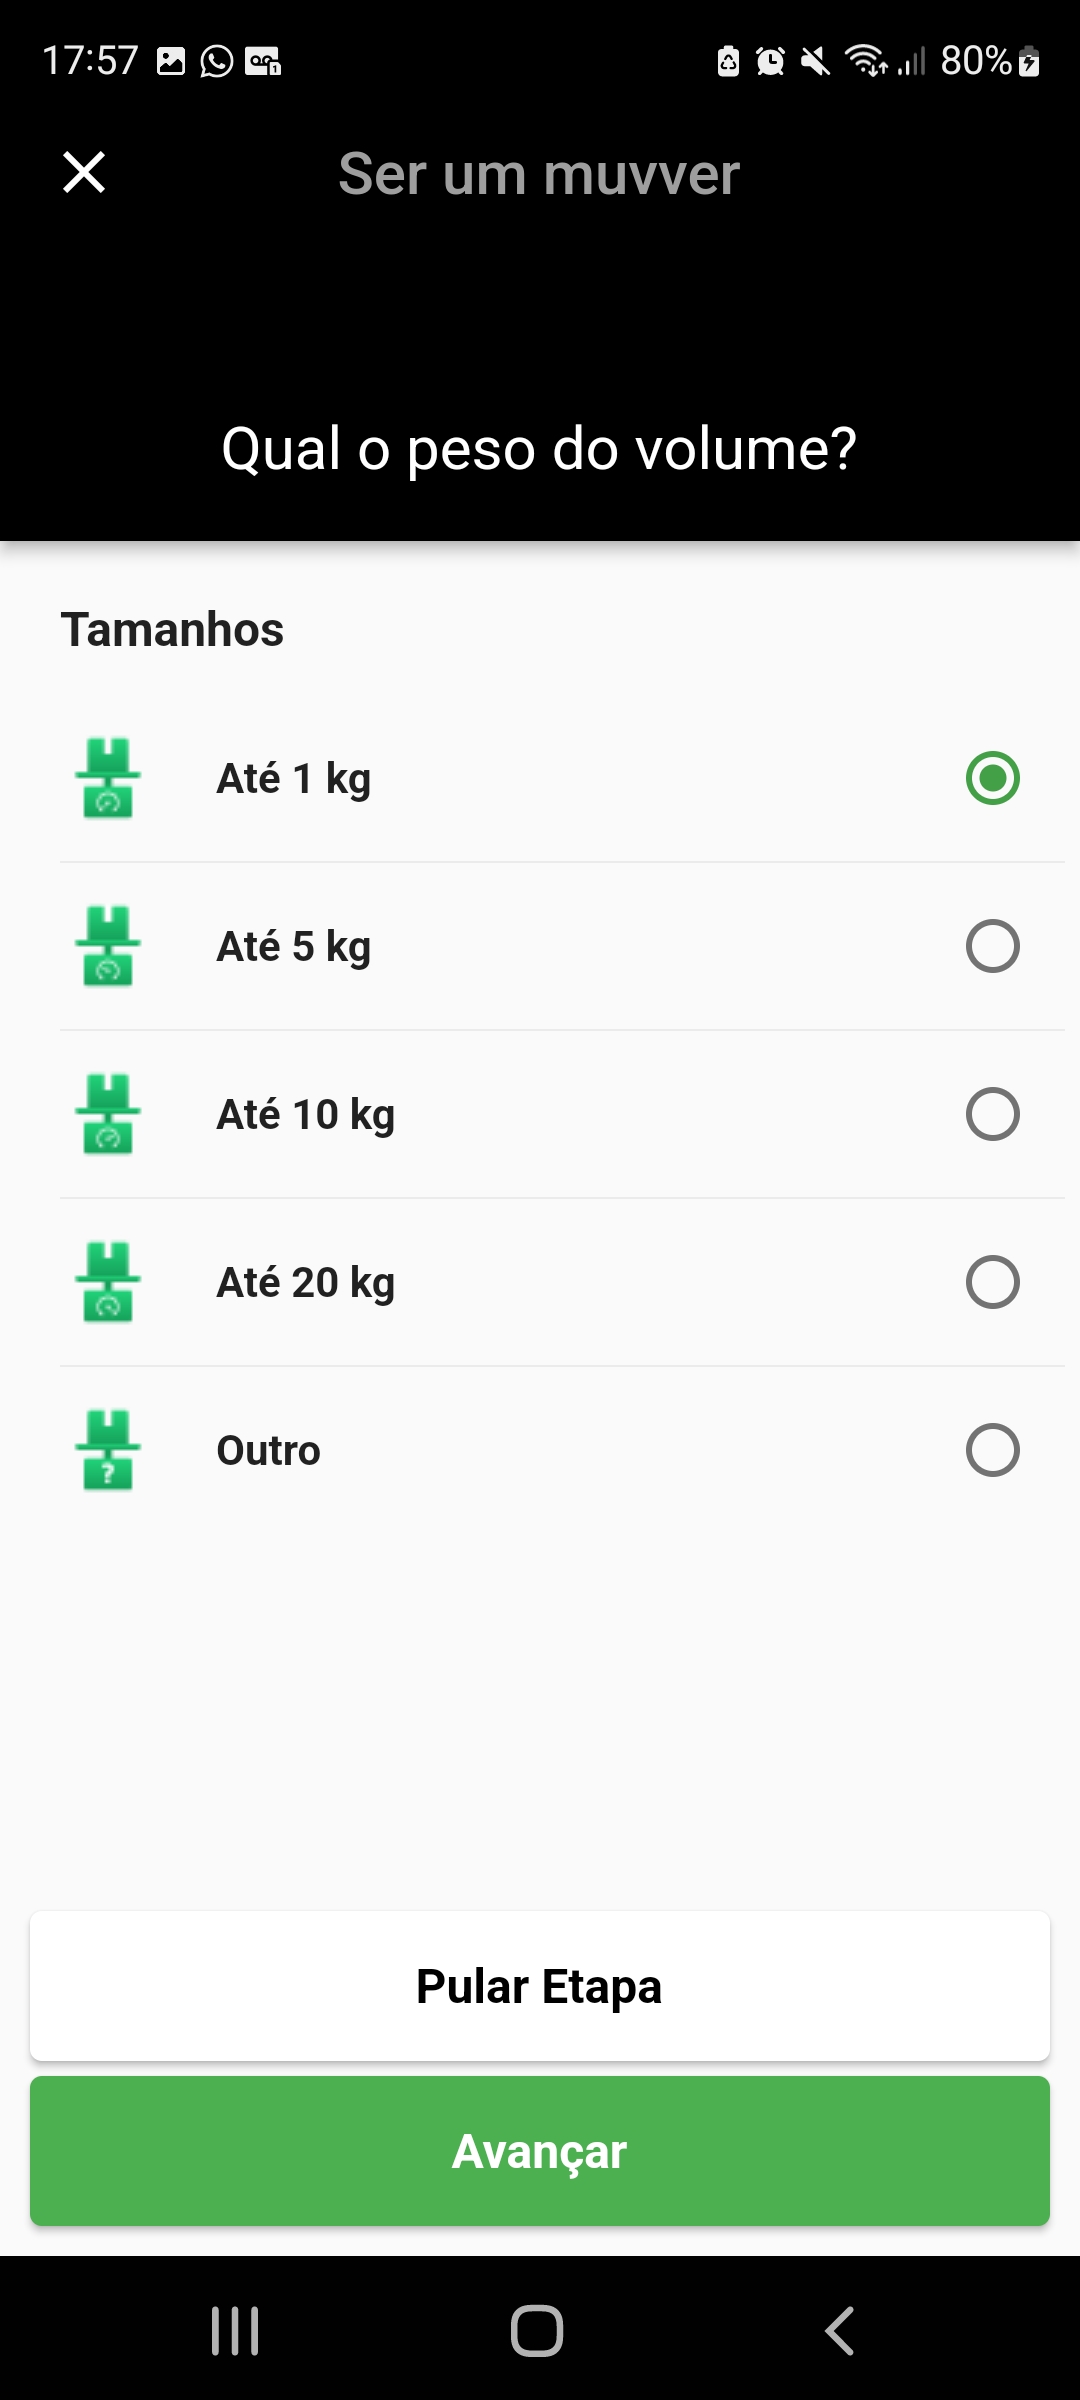 17:57
80%
Ser um muvver
Qual o peso do volume?
Tamanhos
Até 1 kg
Até 5 kg
Até 10 kg
Até 20 kg
?
Outro
Pular Etapa
Avançar